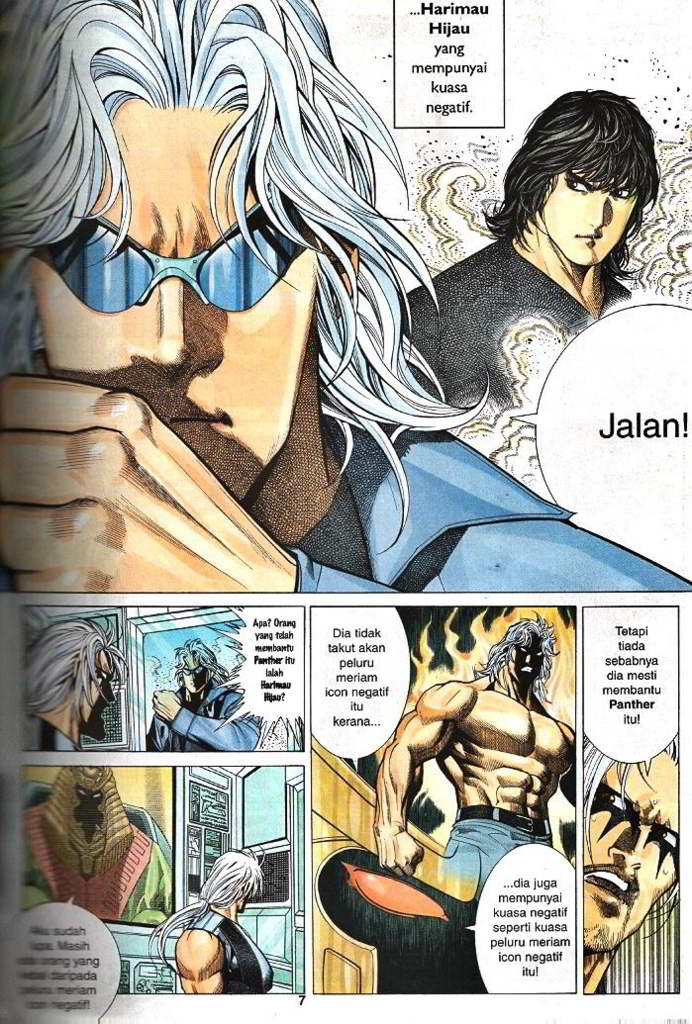 ...Harimau
Hijau
yang
mempunyai
kuasa
negatif.
Jalan!
Apa? Orang
yang telah
membantu
Panther itu
ialah
Harimau
Hijau?
Dia tidak
takut akan
peluru
meriam
icon negatif
itu
kerana...
Tetapi
tiada
sebabnya
dia mesti
membantu
Panther
itu!
Aku sudah
lupa. Masih
ada orang yang
kebal daripada
peluru meriam
icon negatif!
...dia juga
mempunyai
kuasa negatif
seperti kuasa
peluru meriam
icon negatif
itu!
7